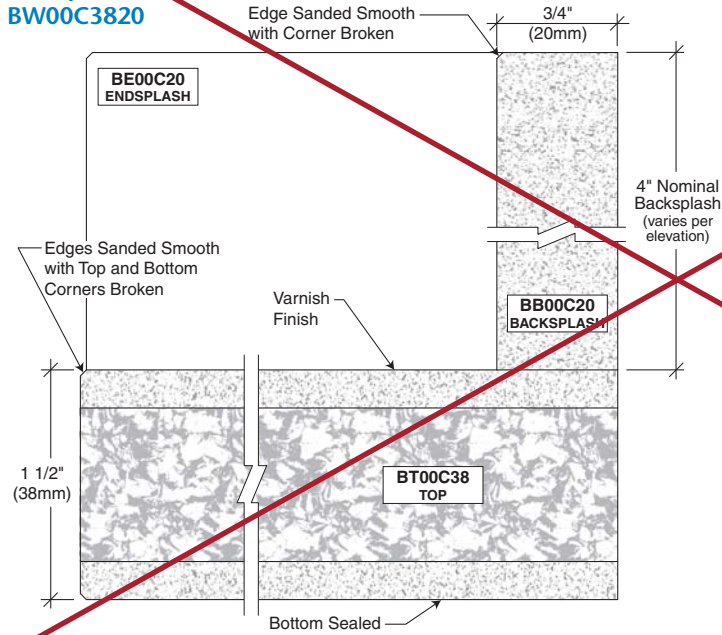 BW00C3820
Edge Sanded Smooth
with Corner Broken
3/4"
(20mm)
BE00C20
ENDSPLASH
4" Nominal
Backsplash
(varies per
elevation)
Edges Sanded Smooth
with Top and Bottom
Corners Broken
Varnish
Finish
BB00C20
BACKSPLASH
1 1/2"
(38mm)
BT00C38
TOP
Bottom Sealed